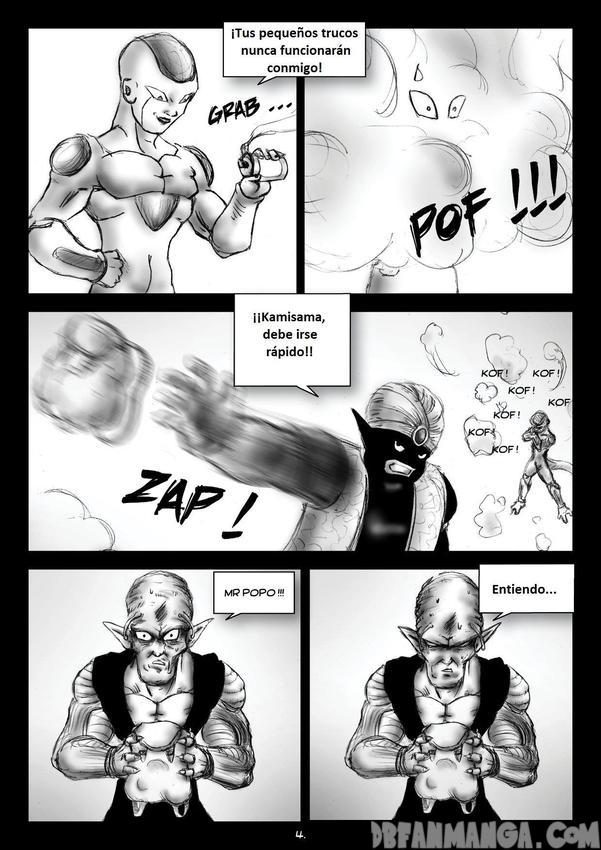 ¡Tus pequeños trucos
nunca funcionarán
conmigo!
GRAB ...
POF !!!
¡¡Kamisama,
debe irse
rápido!!
KOF !
KOF !
KOF !
KOF
KOF !
KOF !
ZAP !
MR POPO !!!
Entiendo...
4.
DBFANMANGA.COM